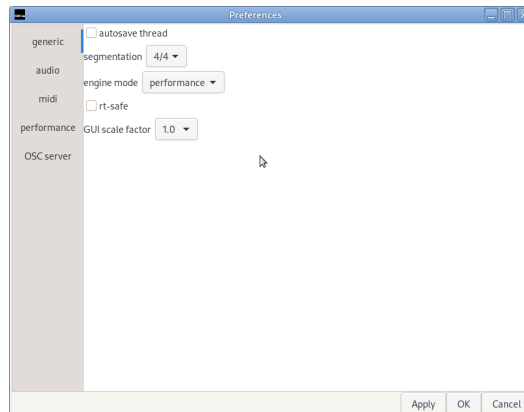 Preferences
generic
audio
midi
performance
OSC server
autosave thread
segmentation 4/4
engine mode performance
rt-safe
GUI scale factor 1.0
Apply OK Cancel